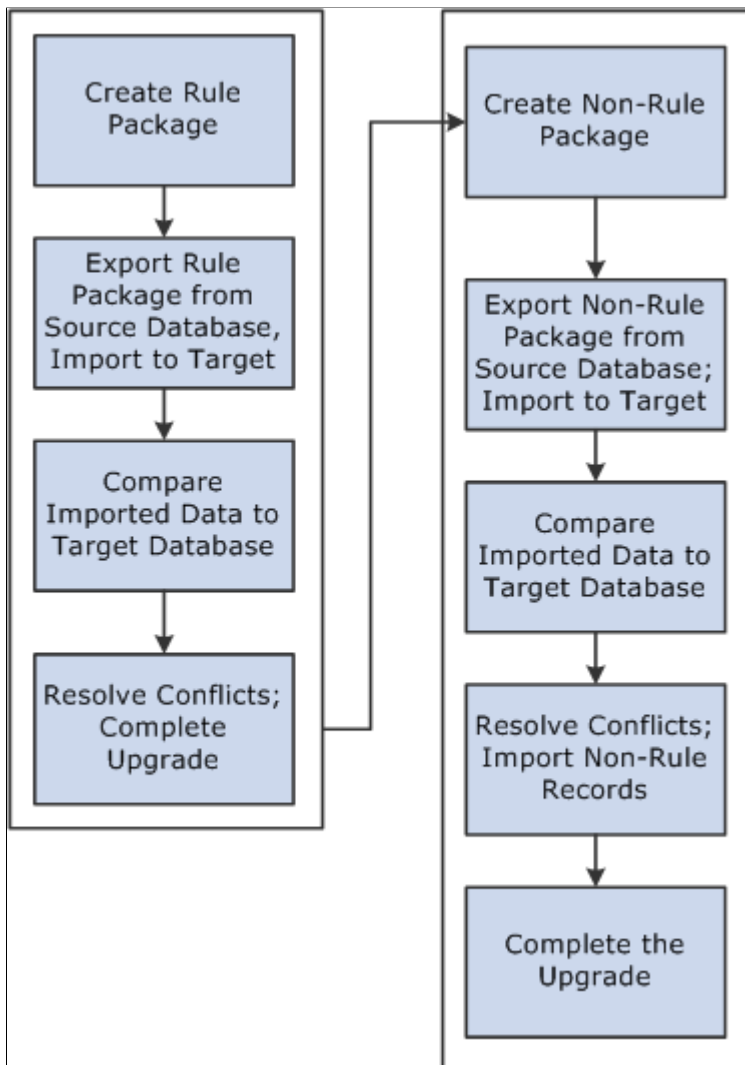 Create Rule
Package
Export Rule
Package from
Source Database,
Import to Target
Compare
Imported Data to
Target Database
Resolve Conflicts;
Complete
Upgrade
Create Non-Rule
Package
Export Non-Rule
Package from
Source Database;
Import to Target
Compare
Imported Data to
Target Database
Resolve Conflicts;
Import Non-Rule
Records
Complete the
Upgrade